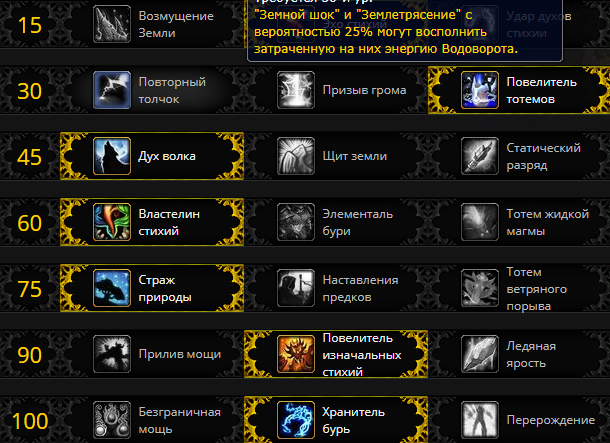 "Земной шок" и "Землетрясение" с
вероятностью 25% могут восполнить
затраченную на них энергию Водоворота.
15
Возмущение
Земли
Эхо стихий
Удар духов
стихии
30
Повторный
толчок
Призыв грома
Повелитель
тотемов
45
Дух волка
Щит земли
Статический
разряд
60
Властелин
стихий
Элементаль
бури
Тотем жидкой
магмы
75
Страж
природы
Наставления
предков
Тотем
ветряного
порыва
90
Прилив мощи
Повелитель
изначальных
стихий
Ледяная
ярость
100
Безграничная
мощь
Хранитель
бурь
Перерождение